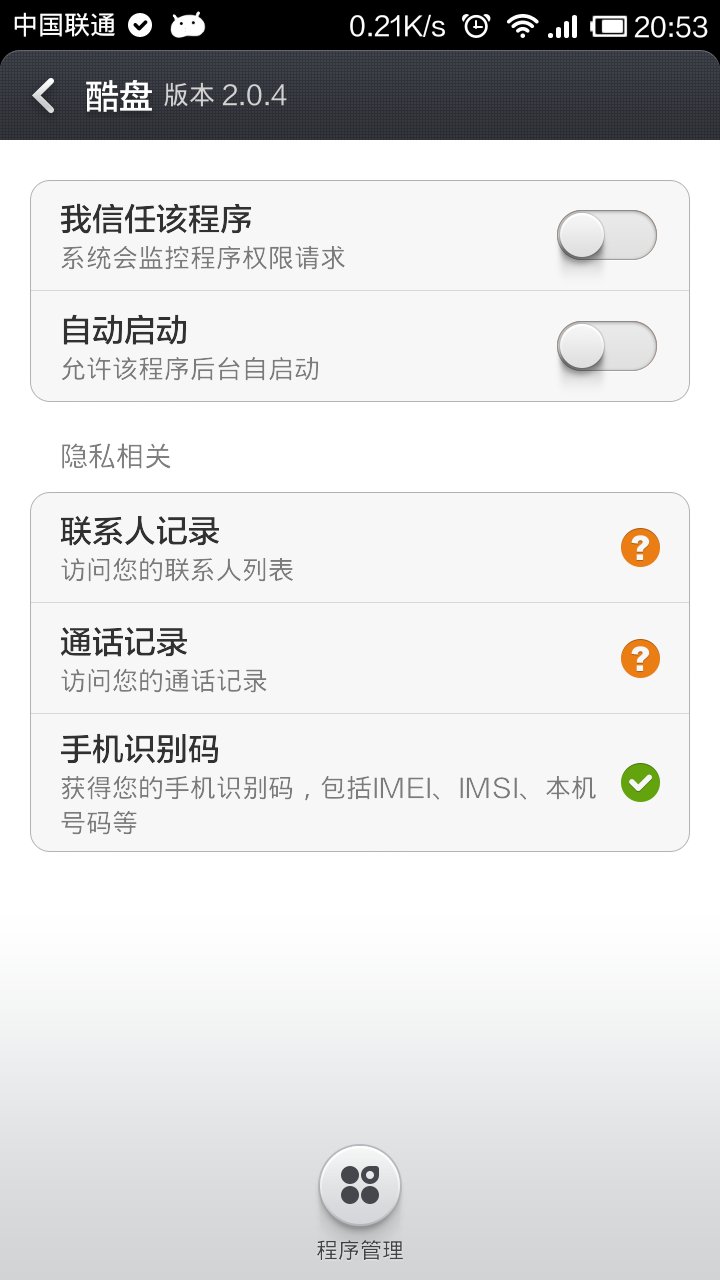 中国联通 0.21K/s 20:53
酷盘 版本 2.0.4
我信任该程序
系统会监控程序权限请求
自动启动
允许该程序后台自启动
隐私相关
联系人记录
访问您的联系人列表
通话记录
访问您的通话记录
手机识别码
获得您的手机识别码，包括IMEI、IMSI、本机
号码等
程序管理